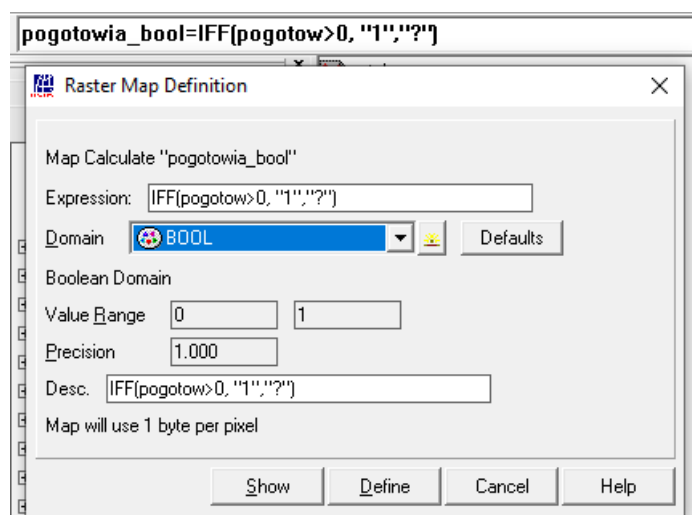 pogotowia_bool=IFF(pogotow>0, "1","?")
Raster Map Definition
Map Calculate "pogotowia_bool"
Expression: IFF(pogotow>0, "1","?")
Domain BOOL Defaults
Boolean Domain
Value Range 0 1
Precision 1.000
Desc. IFF(pogotow>0, "1","?")
Map will use 1 byte per pixel
Show Define Cancel Help